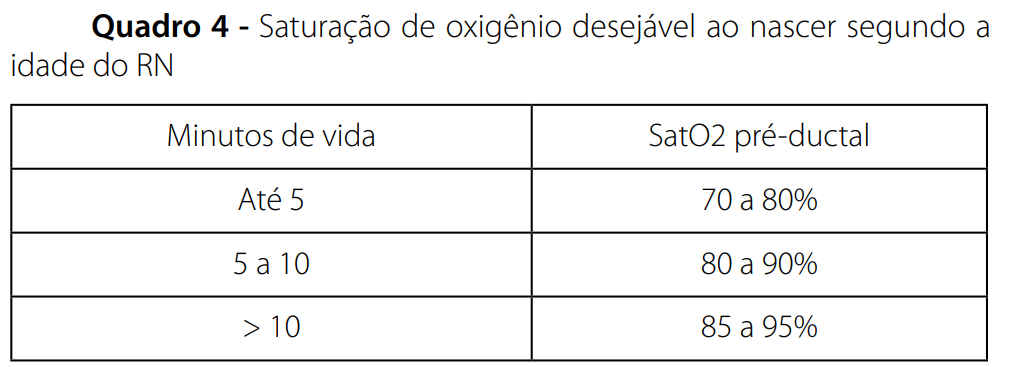 Quadro 4 - Saturação de oxigênio desejável ao nascer segundo a
idade do RN
Minutos de vida SatO2 pré-ductal
Até 5 70 a 80%
5 a 10 80 a 90%
> 10 85 a 95%